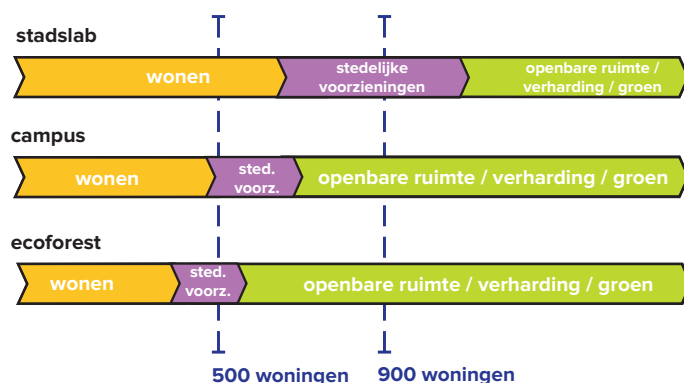 stadslab
wonen
stedelijke
voorzieningen
openbare ruimte /
verharding / groen
campus
wonen
sted.
voorz.
openbare ruimte / verharding / groen
ecoforest
wonen
sted.
voorz.
openbare ruimte / verharding / groen
500 woningen
900 woningen